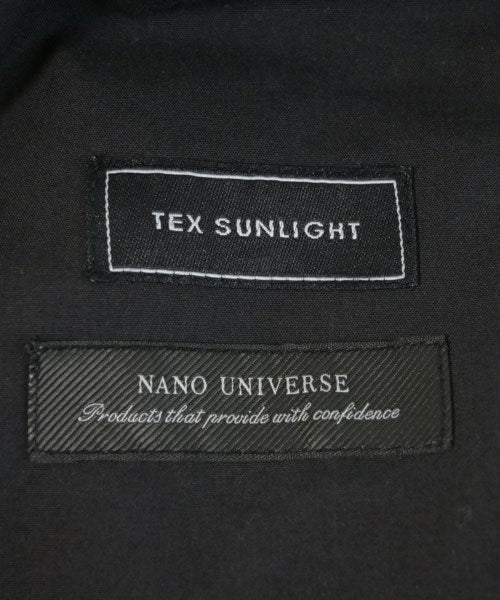 TEX SUNLIGHT
NANO UNIVERSE
Products that provide with confidence